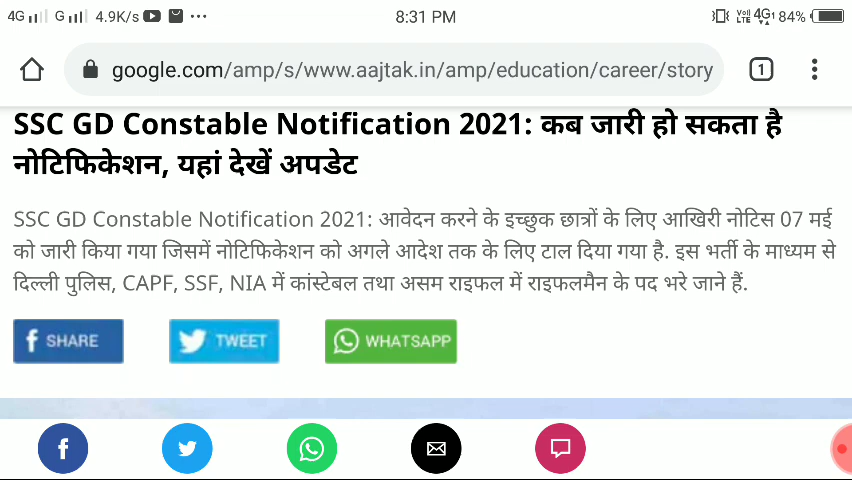 4G G 4.9K/s ... 8:31 PM 4G 84%
google.com/amp/s/www.aajtak.in/amp/education/career/story 1
SSC GD Constable Notification 2021: कब जारी हो सकता है
नोटिफिकेशन, यहां देखें अपडेट
SSC GD Constable Notification 2021: आवेदन करने के इच्छुक छात्रों के लिए आखिरी नोटिस 07 मई
को जारी किया गया जिसमें नोटिफिकेशन को अगले आदेश तक के लिए टाल दिया गया है. इस भर्ती के माध्यम से
दिल्ली पुलिस, CAPF, SSF, NIA में कांस्टेबल तथा असम राइफल में राइफलमैन के पद भरे जाने हैं.
f SHARE TWEET WHATSAPP
f